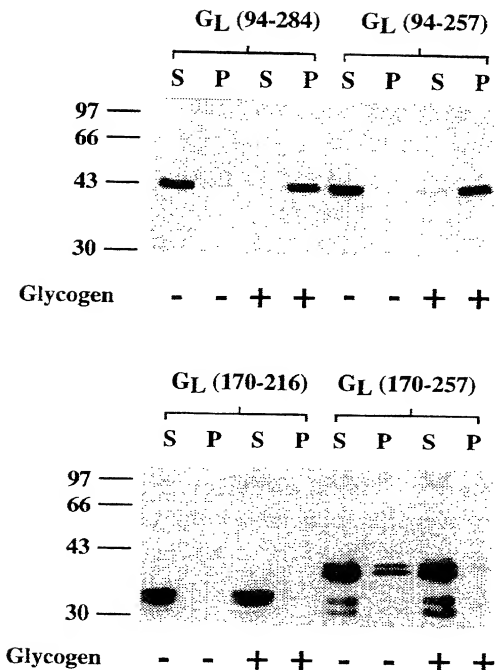 GL (94-284) GL (94-257)
S P S P S P S P
97
66
43
30
Glycogen - - + + - - + +
GL (170-216) GL (170-257)
S P S P S P S P
97
66
43
30
Glycogen - - + + - - + +